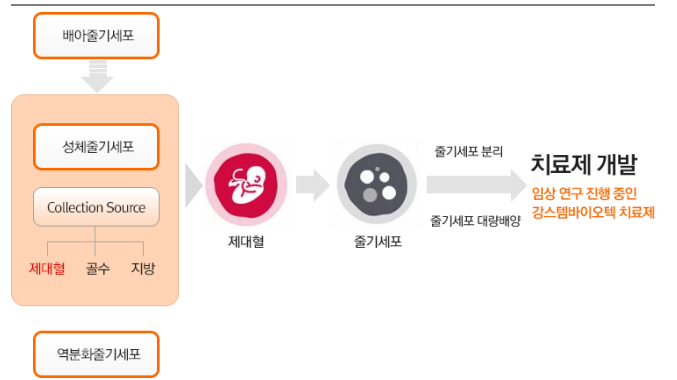 배아줄기세포
성체줄기세포
Collection Source
제대혈 골수 지방
역분화줄기세포
제대혈
줄기세포
줄기세포 분리
줄기세포 대량배양
치료제 개발
임상 연구 진행 중인
강스템바이오텍 치료제